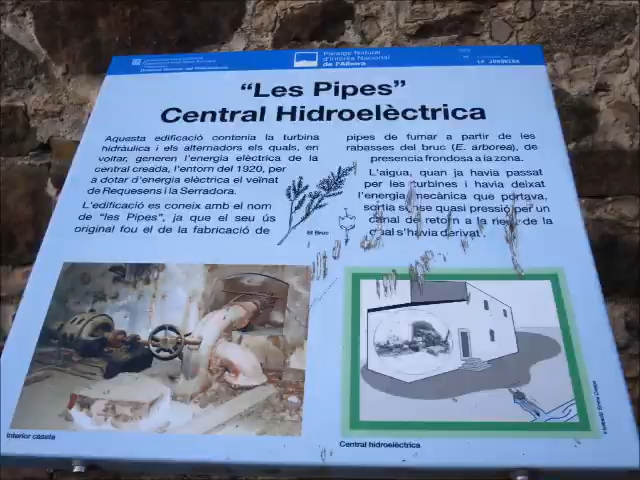 Paratge Natural
d'Interès Nacional
de l'Albera
LA JONQUERA
“Les Pipes”
Central Hidroelèctrica
Aquesta edificació contenia la turbina
hidràulica i els alternadors els quals, en
voltar, generen l'energia elèctrica de la
central creada, l'entorn del 1920, per
a dotar d'energia elèctrica el veïnat
de Requesens i la Serradora.
L'edificació es coneix amb el nom
de “les Pipes”, ja que el seu ús
original fou el de la fabricació de
pipes de fumar a partir de les
rabasses del bruc (E. arborea), de
presencia frondosa a la zona.
L'aigua, quan ja havia passat
per les turbines i havia deixat
l'energia mecànica que portava,
sortia sense quasi pressió per un
canal de retorn a la riera de la
qual s'havia derivat.
El Bruc
Interior caseta
Central hidroelèctrica